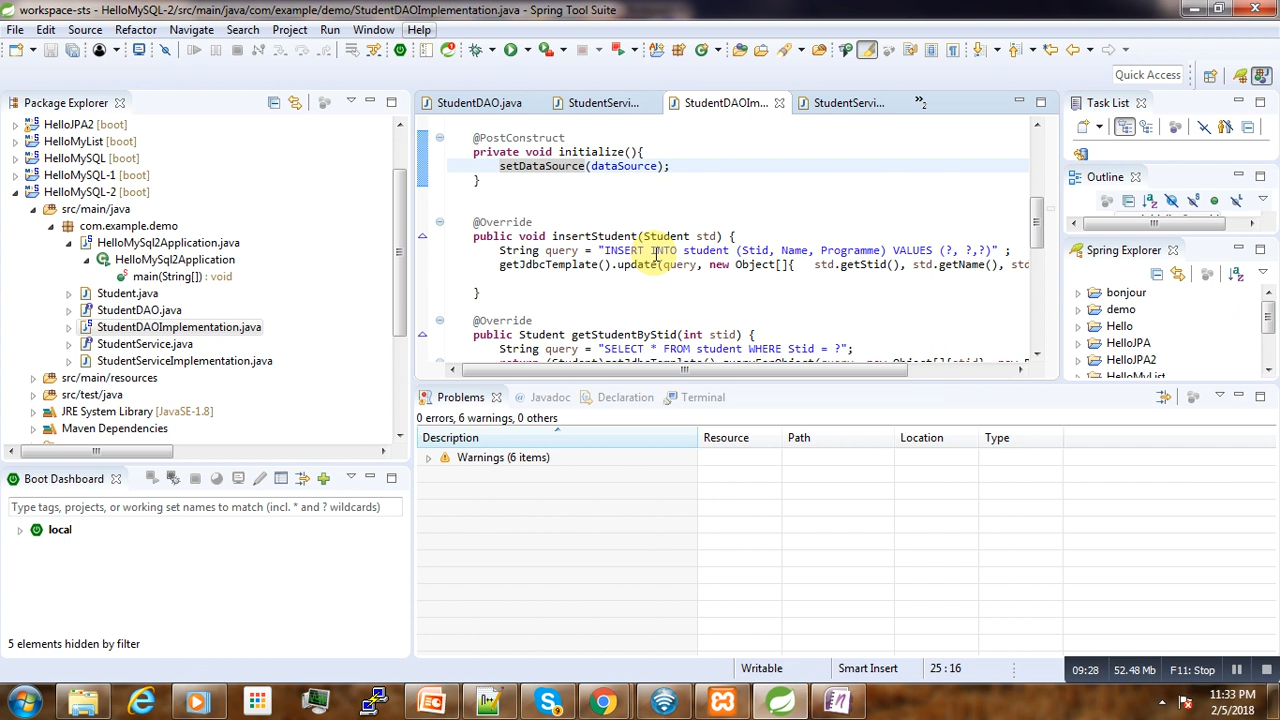 workspace-sts - HelloMySQL-2/src/main/java/com/example/demo/StudentDAOImplementation.java - Spring Tool Suite
File Edit Source Refactor Navigate Search Project Run Window Help
Quick Access
Package Explorer
HelloJPA2 [boot]
HelloMyList [boot]
HelloMySQL [boot]
HelloMySQL-1 [boot]
HelloMySQL-2 [boot]
src/main/java
com.example.demo
HelloMySql2Application.java
HelloMySql2Application
main(String[]) : void
Student.java
StudentDAO.java
StudentDAOImplementation.java
StudentService.java
StudentServiceImplementation.java
src/main/resources
src/test/java
JRE System Library [JavaSE-1.8]
Maven Dependencies
StudentDAO.java StudentServi... StudentDAOIm... StudentServi... 2
@PostConstruct
private void initialize(){
setDataSource(dataSource);
}
@Override
public void insertStudent(Student std) {
String query = "INSERT INTO student (Stid, Name, Programme) VALUES (?, ?,?)" ;
getJdbcTemplate().update(query, new Object[]{ std.getStid(), std.getName(), std
}
@Override
public Student getStudentByStid(int stid) {
String query = "SELECT * FROM student WHERE Stid = ?";
Task List
Outline
Spring Explorer
bonjour
demo
Hello
HelloJPA
HelloJPA2
HelloMyList
Boot Dashboard
Type tags, projects, or working set names to match (incl. * and ? wildcards)
local
5 elements hidden by filter
Problems Javadoc Declaration Terminal
0 errors, 6 warnings, 0 others
Description Resource Path Location Type
Warnings (6 items)
Writable Smart Insert 25 : 16
09:28 52.48 Mb F11: Stop
11:33 PM
2/5/2018